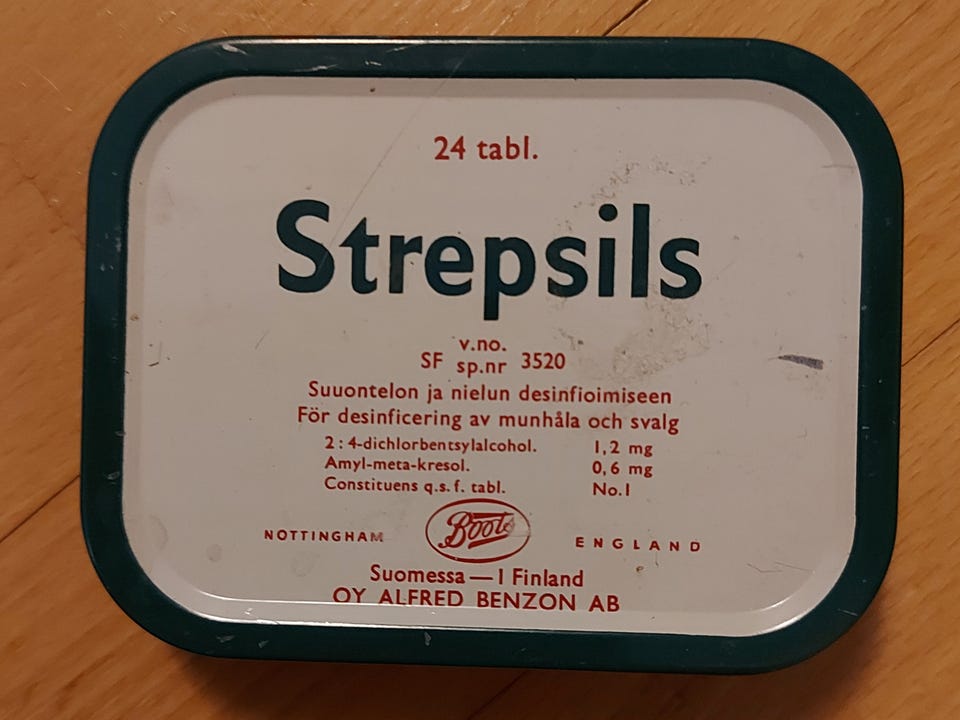 24 tabl.
Strepsils
v.no.
SF sp.nr 3520
Suuontelon ja nielun desinfioimiseen
För desinficering av munhåla och svalg
2:4-dichlorbentsylalcohol. 1,2 mg
Amyl-meta-kresol. 0,6 mg
Constituens q.s.f. tabl. No.1
NOTTINGHAM Boots ENGLAND
Suomessa — I Finland
OY ALFRED BENZON AB